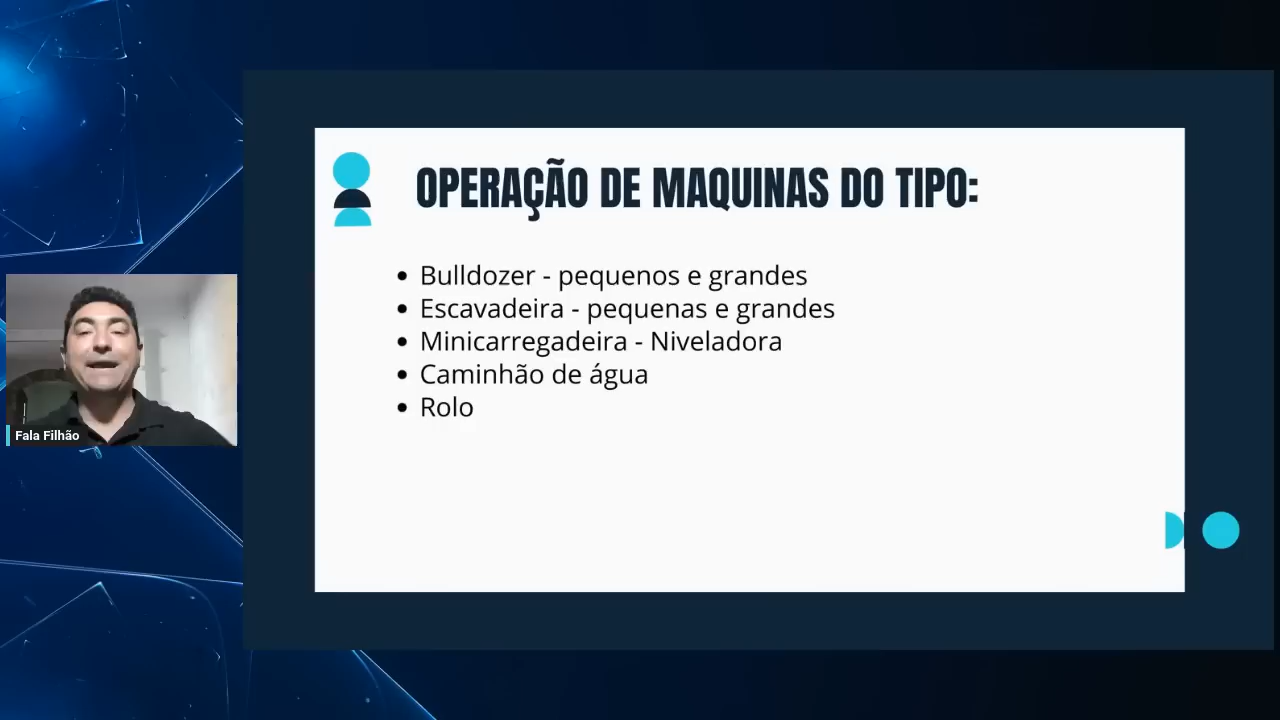 OPERAÇÃO DE MAQUINAS DO TIPO:
Bulldozer - pequenos e grandes
Escavadeira - pequenas e grandes
Minicarregadeira - Niveladora
Caminhão de água
Rolo
Fala Filhão